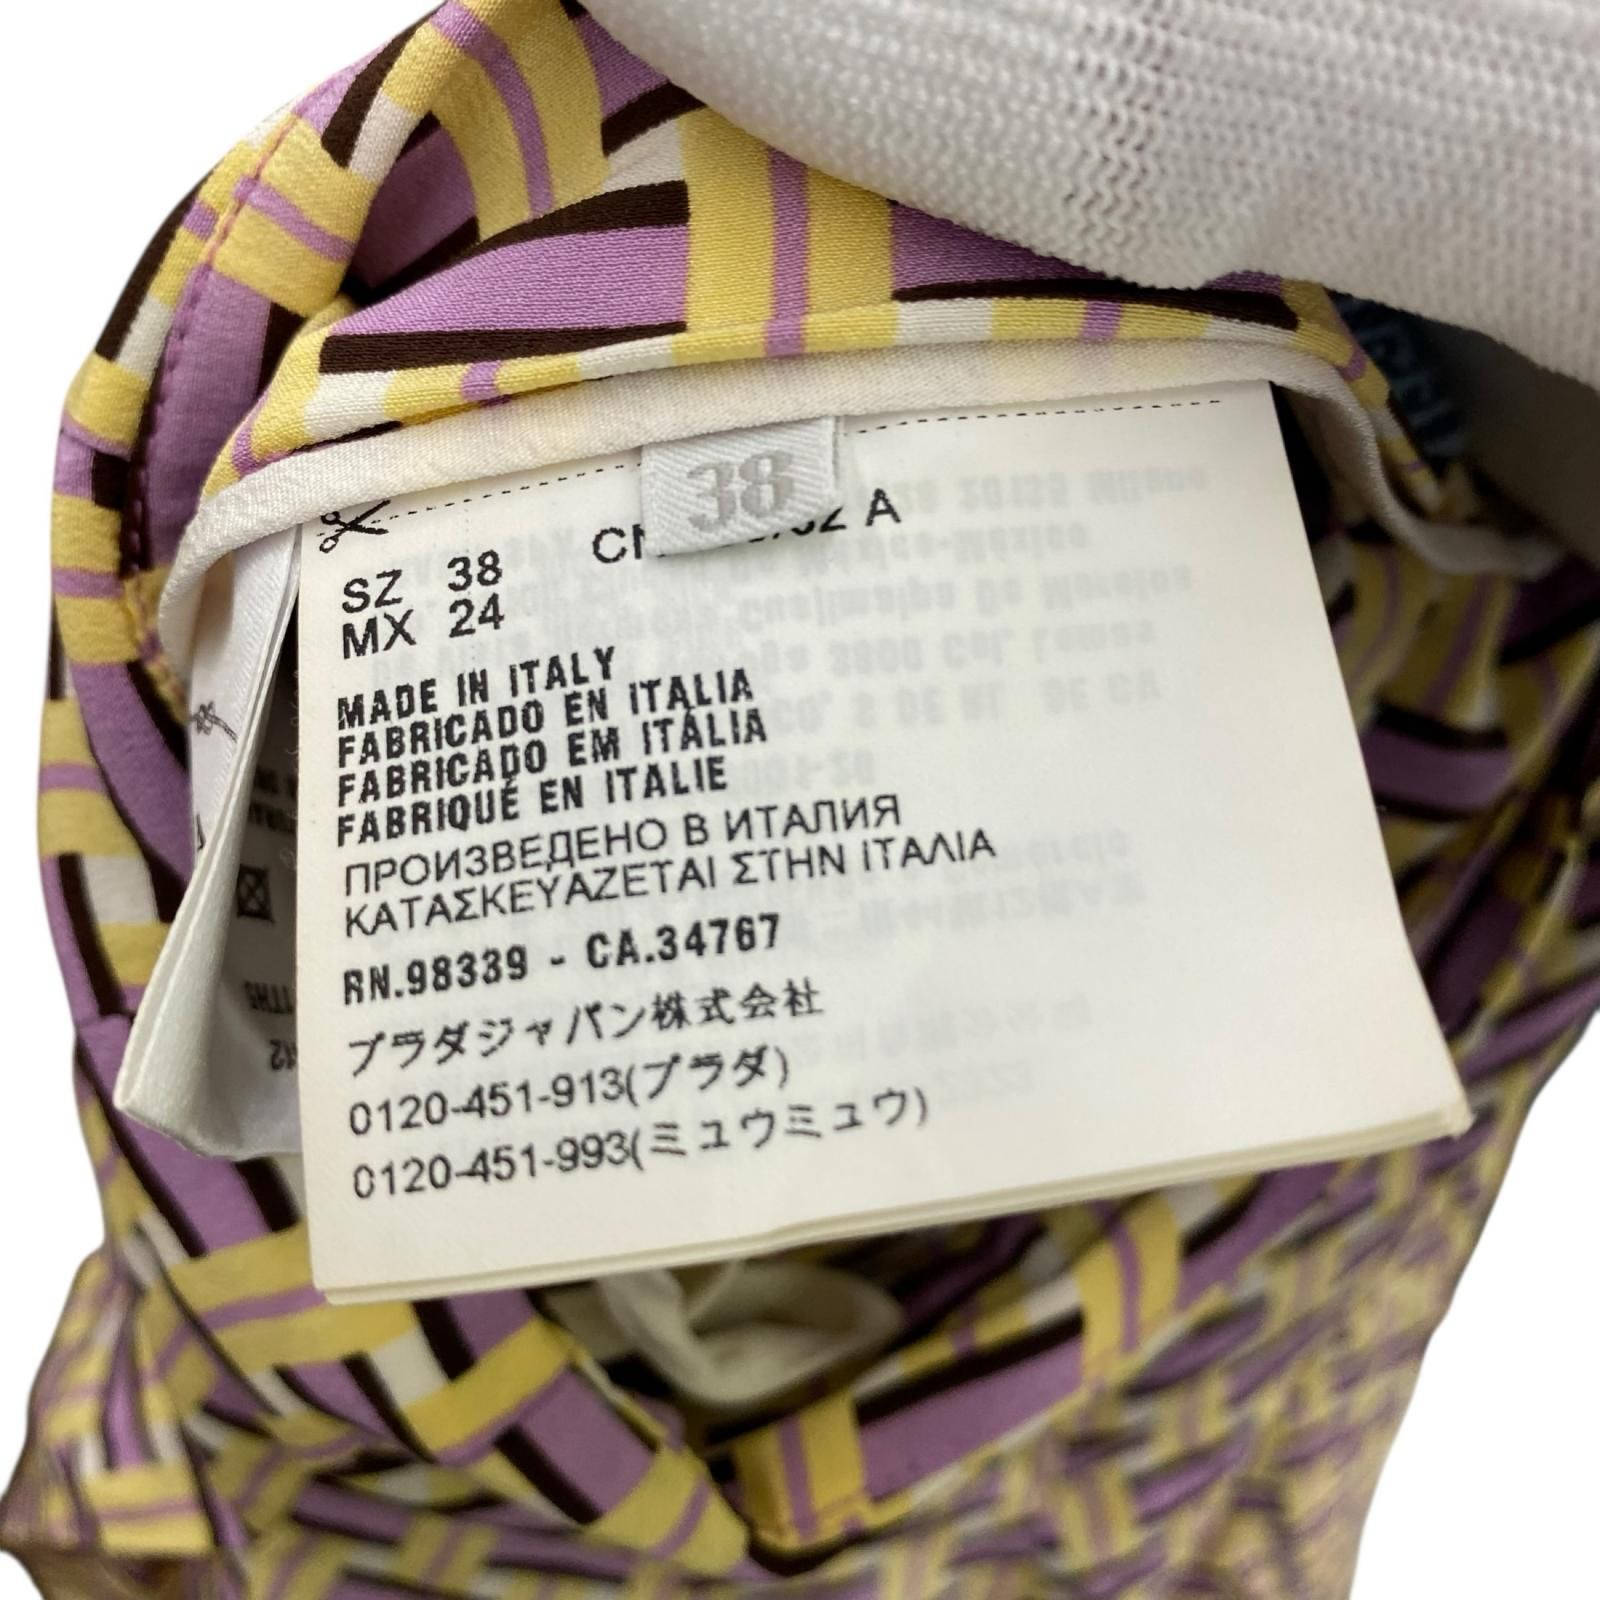 38
SZ 38 A
MX 24
MADE IN ITALY
FABRICADO EN ITALIA
FABRICADO EM ITÁLIA
FABRIQUÉ EN ITALIE
ПРОИЗВЕДЕНО В ИТАЛИЯ
ΚΑΤΑΣΚΕΥΑΖΕΤΑΙ ΣΤΗΝ ΙΤΑΛΙΑ
RN.98339 - CA.34767
プラダジャパン株式会社
0120-451-913(プラダ)
0120-451-993(ミュウミュウ)